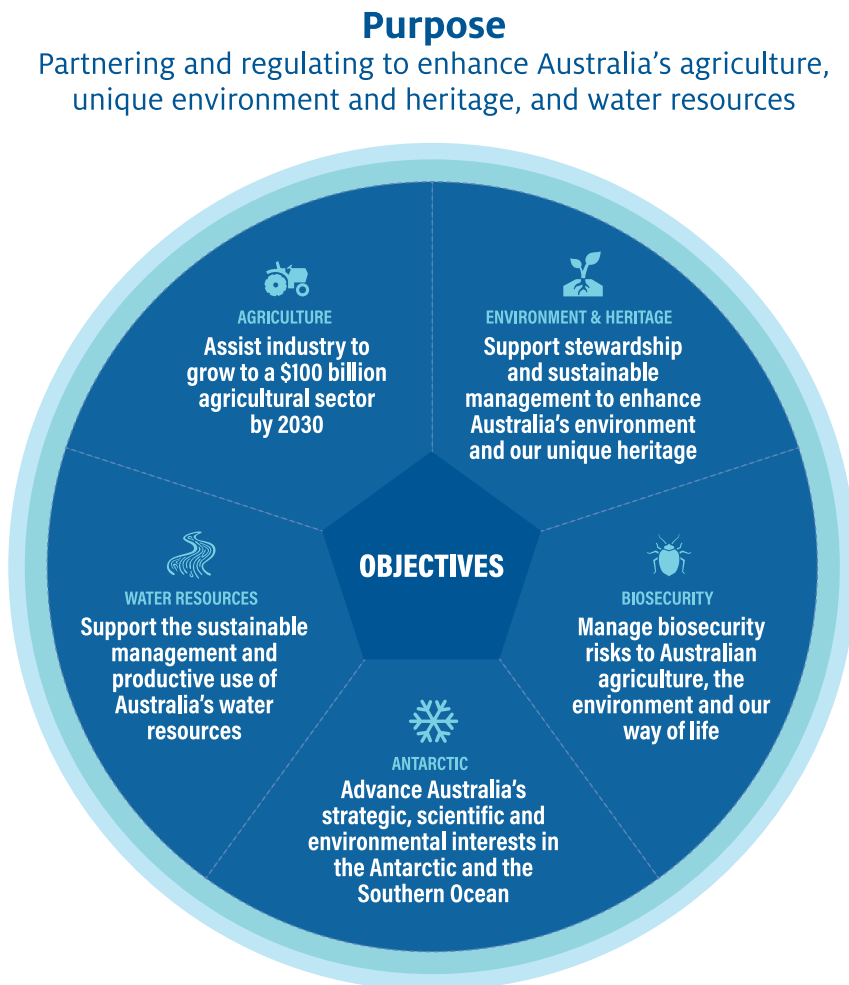 Purpose
Partnering and regulating to enhance Australia’s agriculture,
unique environment and heritage, and water resources
AGRICULTURE
Assist industry to
grow to a $100 billion
agricultural sector
by 2030
ENVIRONMENT & HERITAGE
Support stewardship
and sustainable
management to enhance
Australia’s environment
and our unique heritage
OBJECTIVES
WATER RESOURCES
Support the sustainable
management and
productive use of
Australia’s water
resources
BIOSECURITY
Manage biosecurity
risks to Australian
agriculture, the
environment and our
way of life
ANTARCTIC
Advance Australia’s
strategic, scientific and
environmental interests in
the Antarctic and the
Southern Ocean